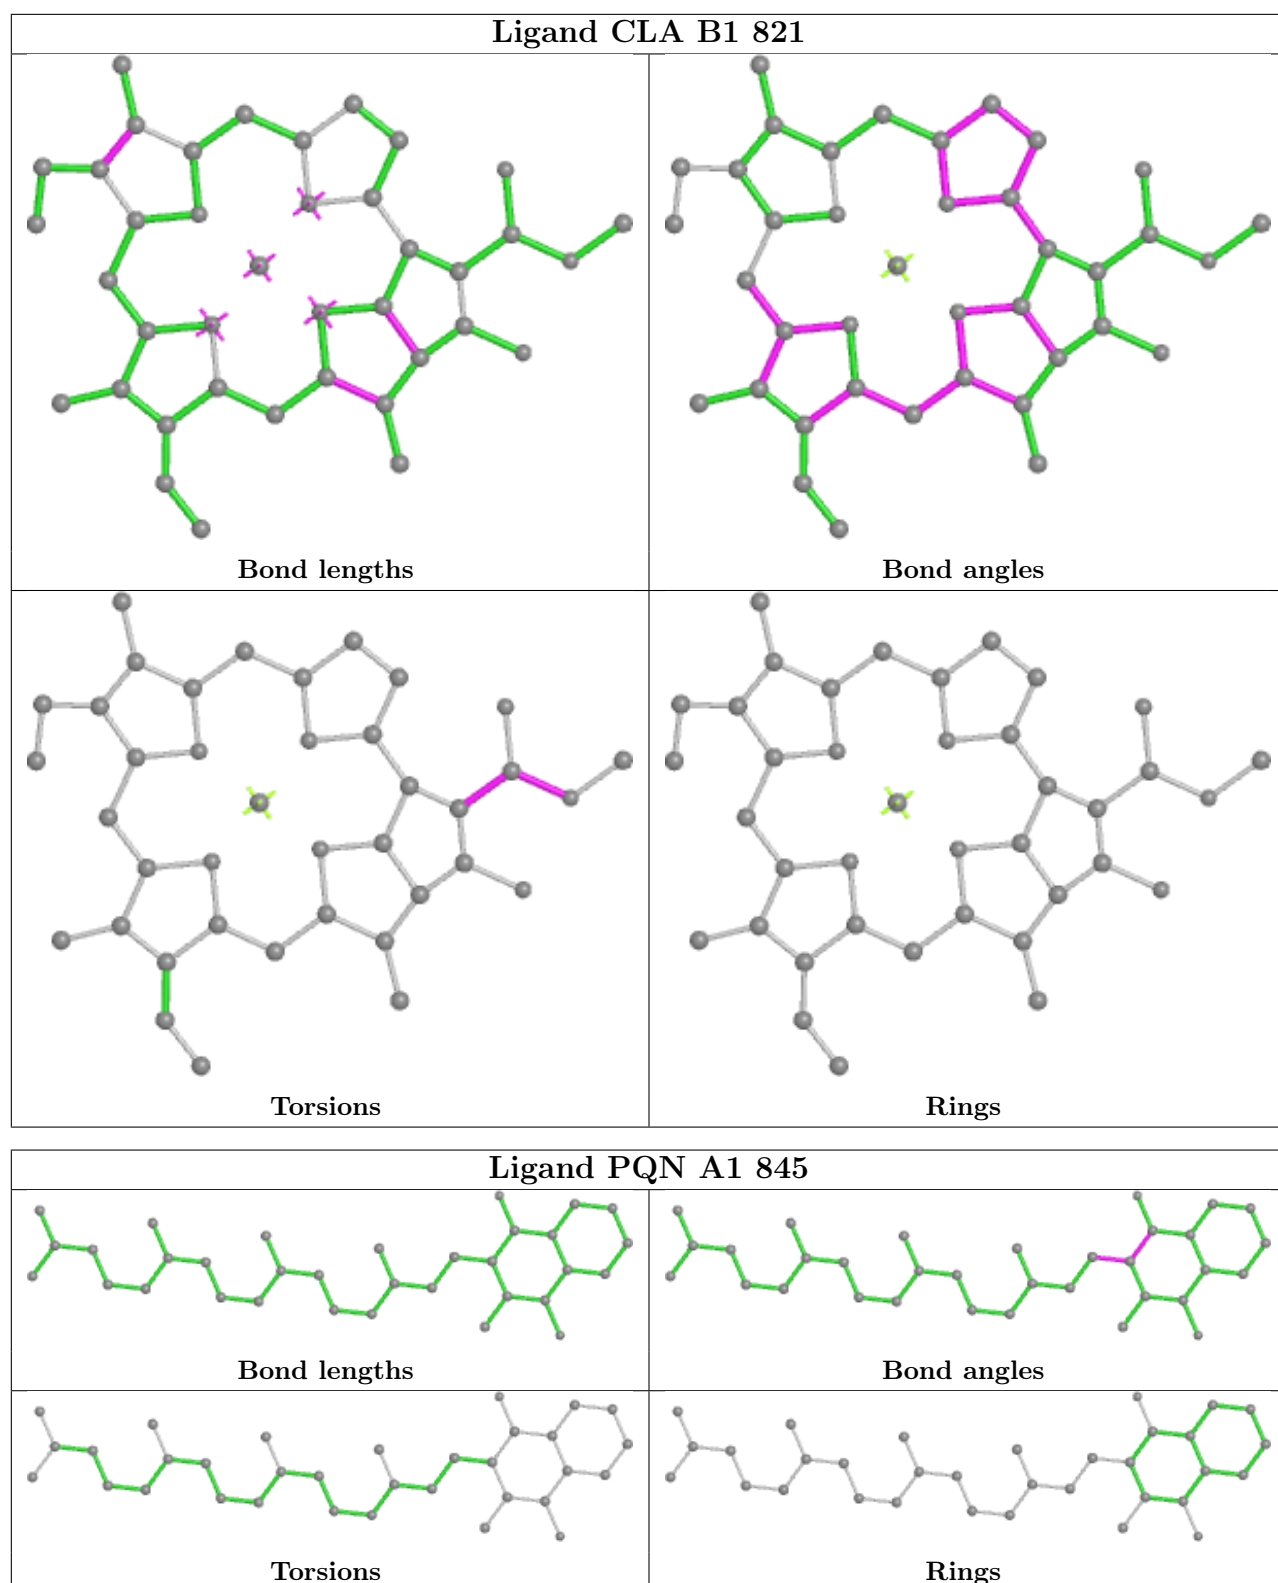 Ligand CLA B1 821
Bond lengths
Bond angles
Torsions
Rings
Ligand PQN A1 845
Bond lengths
Bond angles
Torsions
Rings